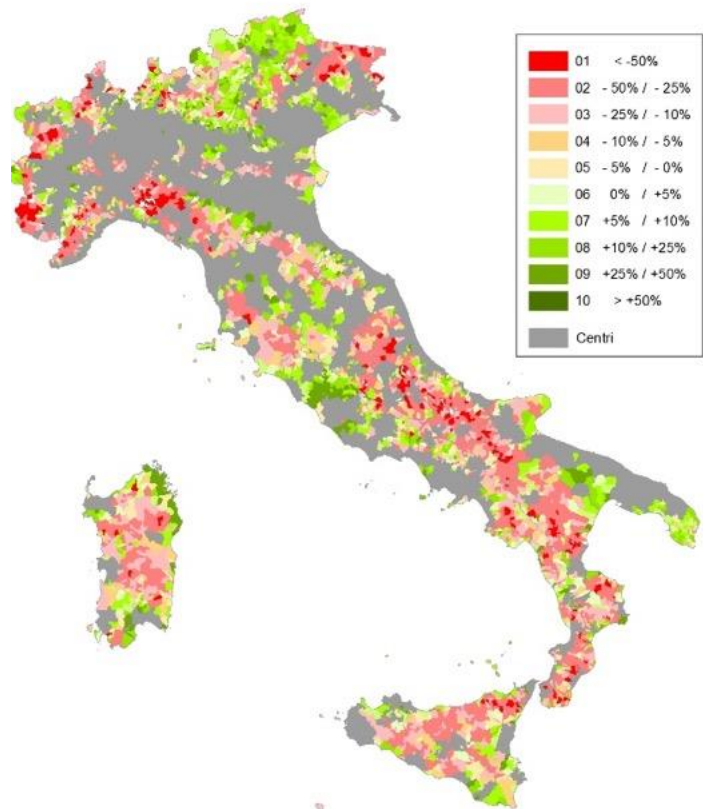 01 < -50%
02 - 50% / - 25%
03 - 25% / - 10%
04 - 10% / - 5%
05 - 5% / - 0%
06 0% / +5%
07 +5% / +10%
08 +10% / +25%
09 +25% / +50%
10 > +50%
Centri